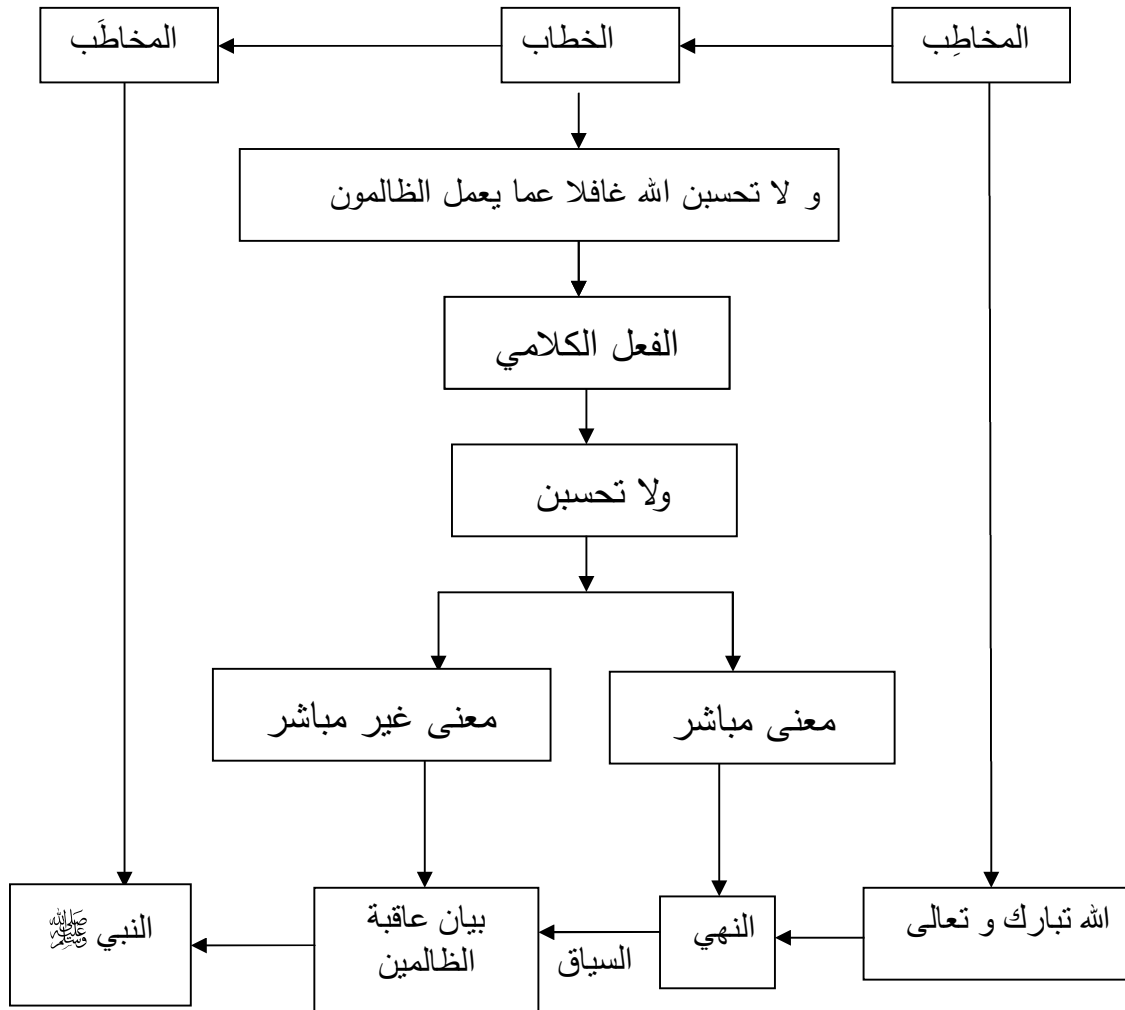 المخاطِب
الخطاب
المخاطَب
و لا تحسبن الله غافلا عما يعمل الظالمون
الفعل الكلامي
ولا تحسبن
معنى مباشر
معنى غير مباشر
الله تبارك و تعالى
النهي
السياق
بيان عاقبة
الظالمين
النبي ﷺ